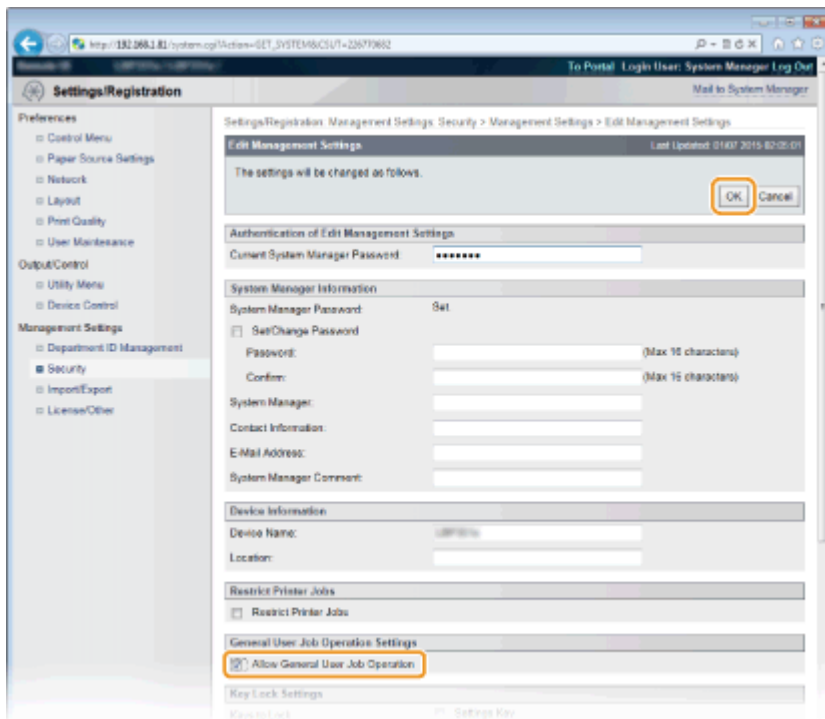 http://192.168.1.81/system.cgi?Action=GET_SYSTEM&CSUT=226770682
To Portal Login User: System Manager Log Out
Settings/Registration
Mail to System Manager
Preferences
Control Menu
Paper Source Settings
Network
Layout
Print Quality
User Maintenance
Output/Control
Utility Menu
Device Control
Management Settings
Department ID Management
Security
Import/Export
License/Other
Settings/Registration: Management Settings: Security > Management Settings > Edit Management Settings
Edit Management Settings
Last Updated: 01/07 2015 02:05:01
The settings will be changed as follows.
OK Cancel
Authentication of Edit Management Settings
Current System Manager Password: •••••••
System Manager Information
System Manager Password: Set
Set/Change Password
Password: (Max 16 characters)
Confirm: (Max 16 characters)
System Manager:
Contact Information:
E-Mail Address:
System Manager Comment:
Device Information
Device Name:
Location:
Restrict Printer Jobs
Restrict Printer Jobs
General User Job Operation Settings
Allow General User Job Operation
Key Lock Settings
Keys to Lock Settings Key